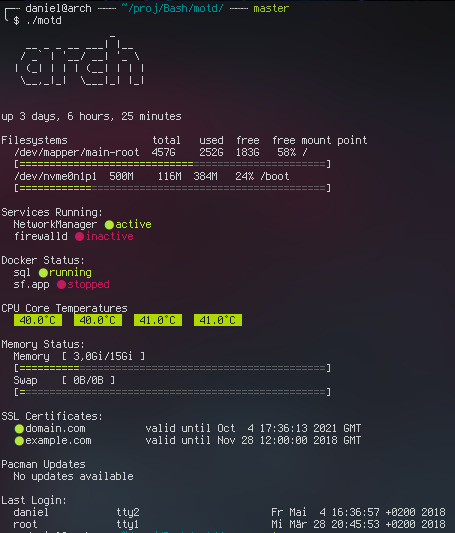 daniel@arch ~/proj/Bash/motd/ master
$ ./motd
arch
up 3 days, 6 hours, 25 minutes
Filesystems total used free free mount point
/dev/mapper/main-root 457G 252G 183G 58% /
[====================================================]
/dev/nvme0n1p1 500M 116M 384M 24% /boot
[====================================================]
Services Running:
NetworkManager ●active
firewalld ●inactive
Docker Status:
sql ●running
sf.app ●stopped
CPU Core Temperatures
40.0°C 40.0°C 41.0°C 41.0°C
Memory Status:
Memory [ 3,0Gi/15Gi ]
[====================================================]
Swap [ 0B/0B ]
[====================================================]
SSL Certificates:
●domain.com valid until Oct 4 17:36:13 2021 GMT
●example.com valid until Nov 28 12:00:00 2018 GMT
Pacman Updates
No updates available
Last Login:
daniel tty2 Fr Mai 4 16:36:57 +0200 2018
root tty1 Mi Mär 28 20:45:53 +0200 2018